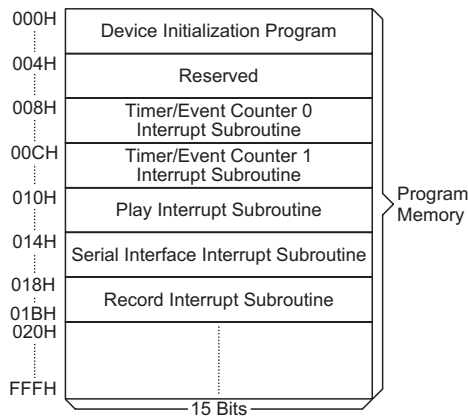 000H
Device Initialization Program
004H
Reserved
008H
Timer/Event Counter 0
Interrupt Subroutine
00CH
Timer/Event Counter 1
Interrupt Subroutine
010H
Play Interrupt Subroutine
Program
Memory
014H
Serial Interface Interrupt Subroutine
018H
Record Interrupt Subroutine
01BH
020H
FFFH
15 Bits